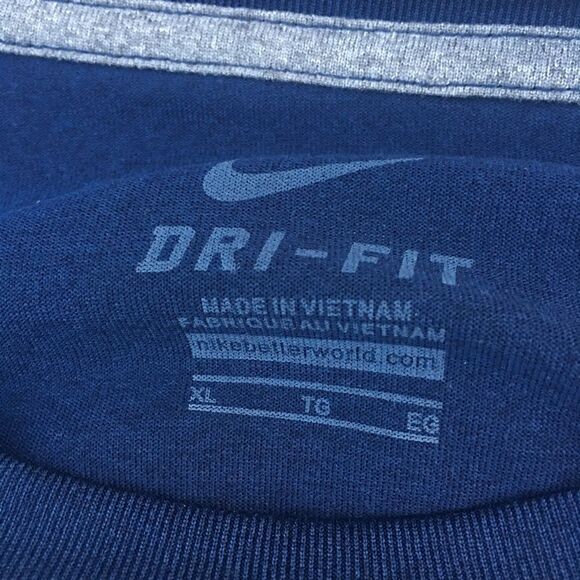 DRI-FIT
MADE IN VIETNAM
FABRIQUE AU VIETNAM
nikebetterworld.com
XL TG EG